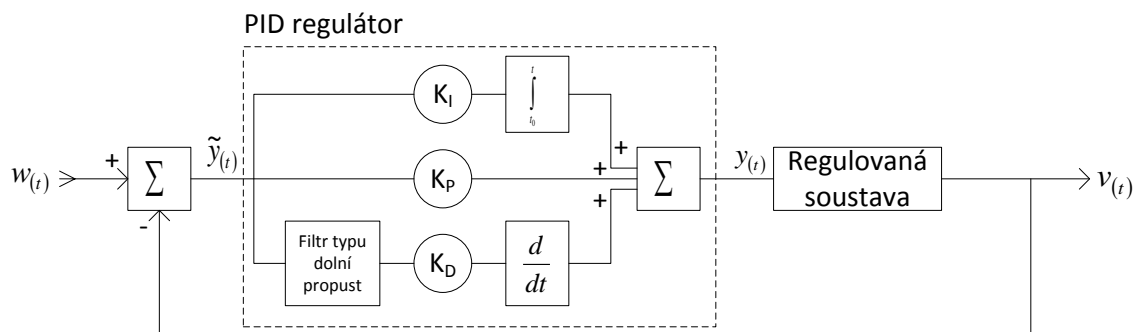 PID regulátor
K_I
∫ t t_0
w_(t)
+
Σ
-
ỹ_(t)
K_P
+
+
+
Σ
y_(t)
Regulovaná
soustava
v_(t)
Filtr typu
dolní
propust
K_D
d
dt